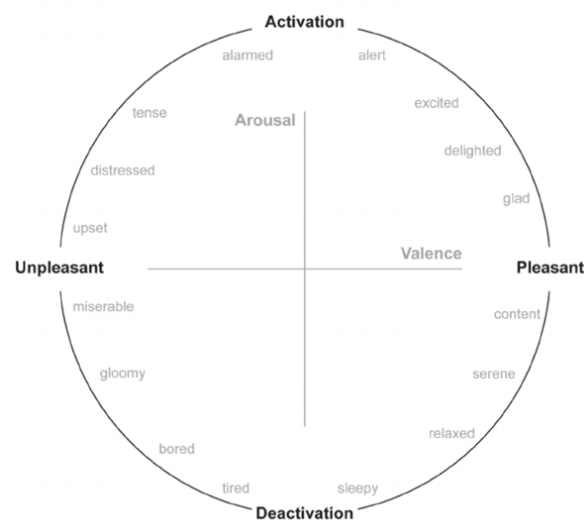 Activation
alarmed
alert
excited
tense
Arousal
delighted
distressed
glad
upset
Valence
Unpleasant
Pleasant
miserable
content
gloomy
serene
relaxed
bored
tired
sleepy
Deactivation